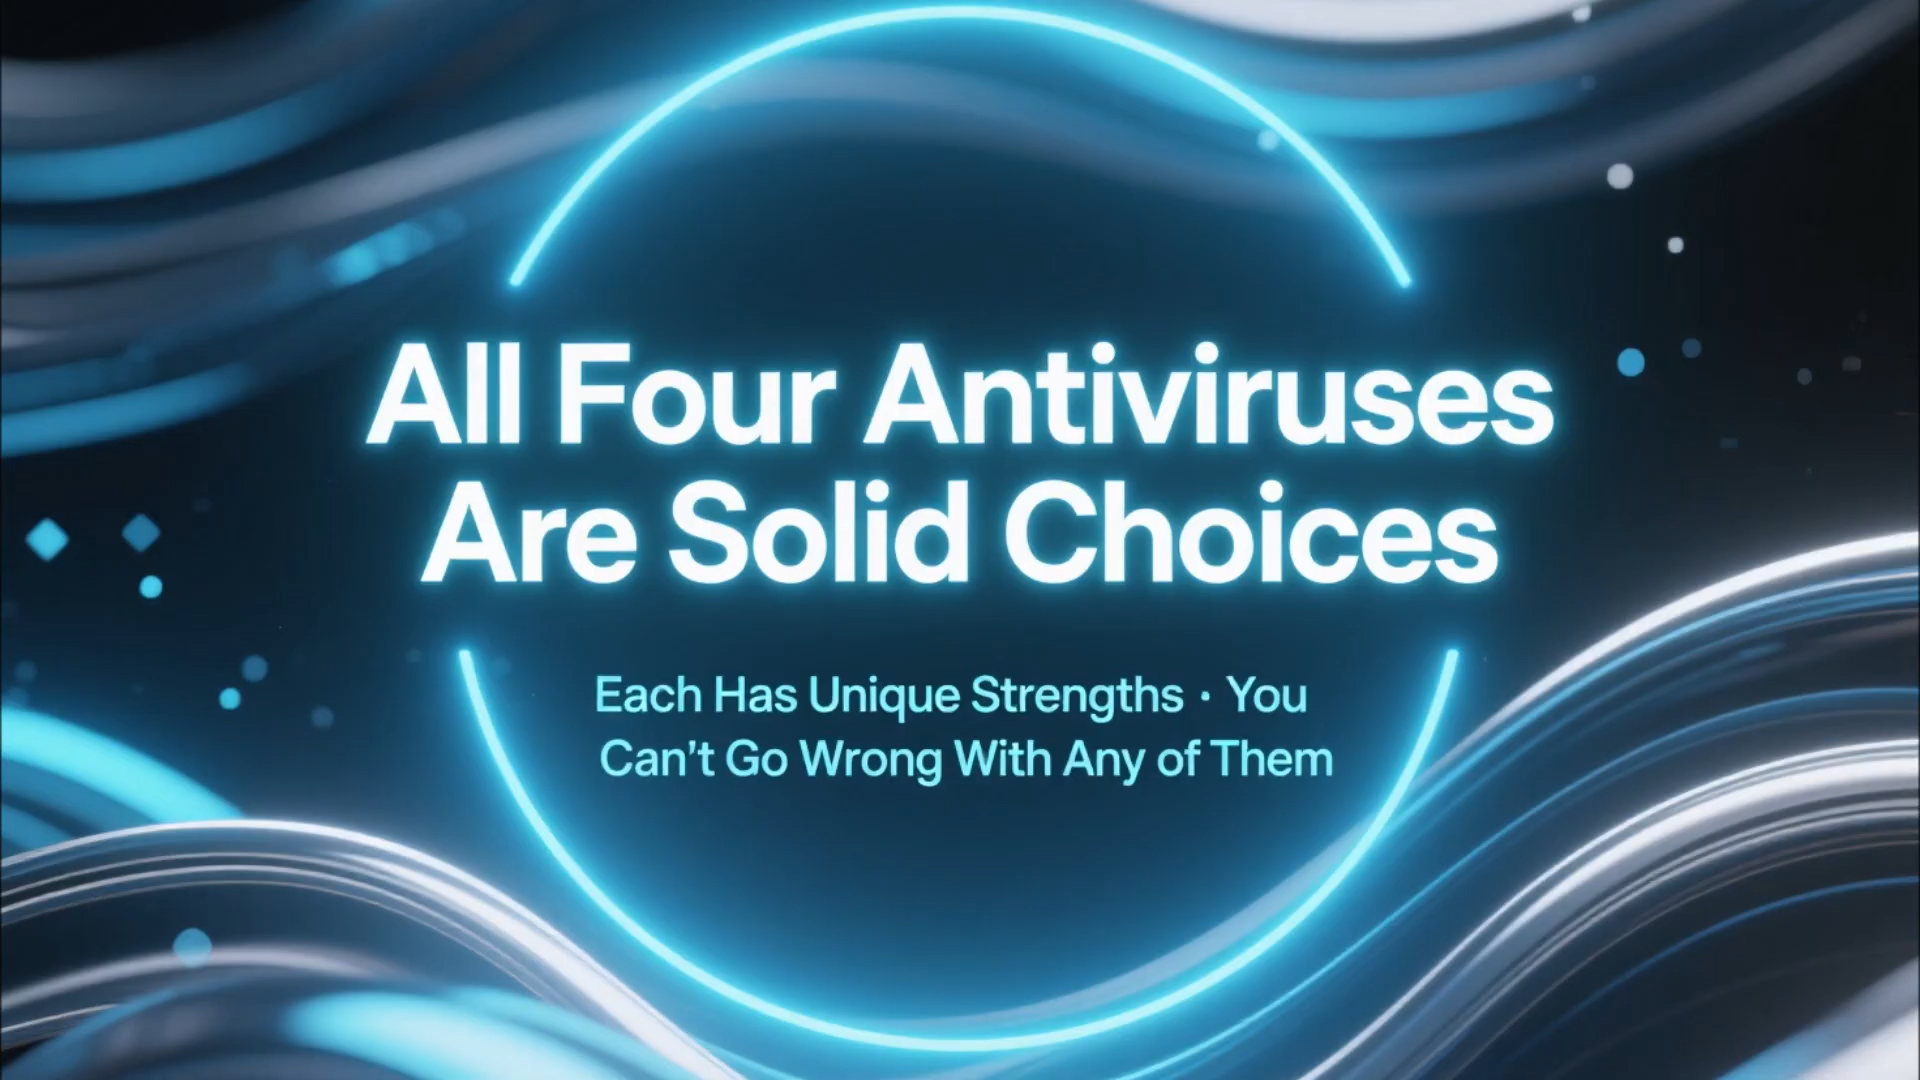 All Four Antiviruses
Are Solid Choices
Each Has Unique Strengths · You
Can't Go Wrong With Any of Them